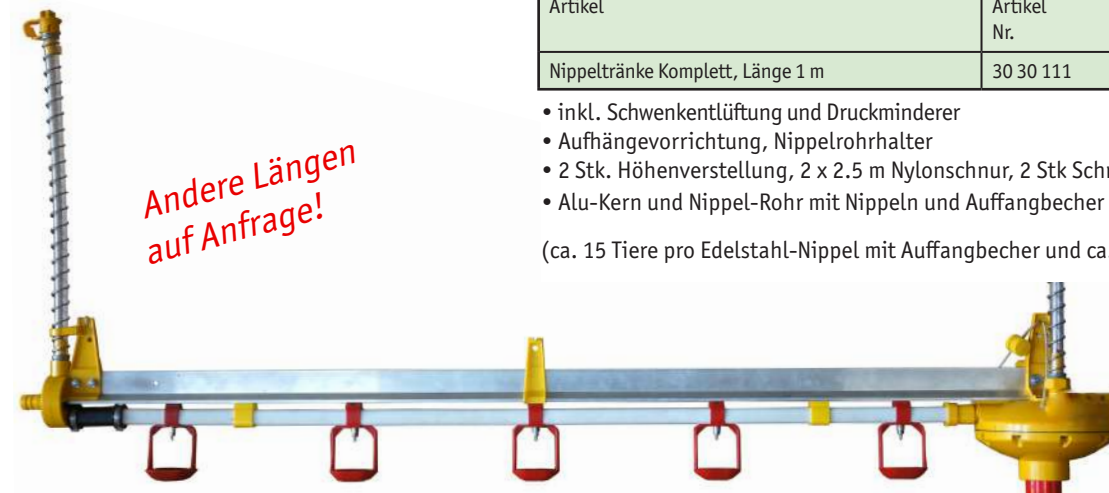 Artikel
Artikel
Nr.
Nippeltränke Komplett, Länge 1 m
30 30 111
• inkl. Schwenkentlüftung und Druckminderer
• Aufhängevorrichtung, Nippelrohrhalter
• 2 Stk. Höhenverstellung, 2 x 2.5 m Nylonschnur, 2 Stk
• Alu-Kern und Nippel-Rohr mit Nippeln und Auffangbecher
(ca. 15 Tiere pro Edelstahl-Nippel mit Auffangbecher und
Andere Längen
auf Anfrage!